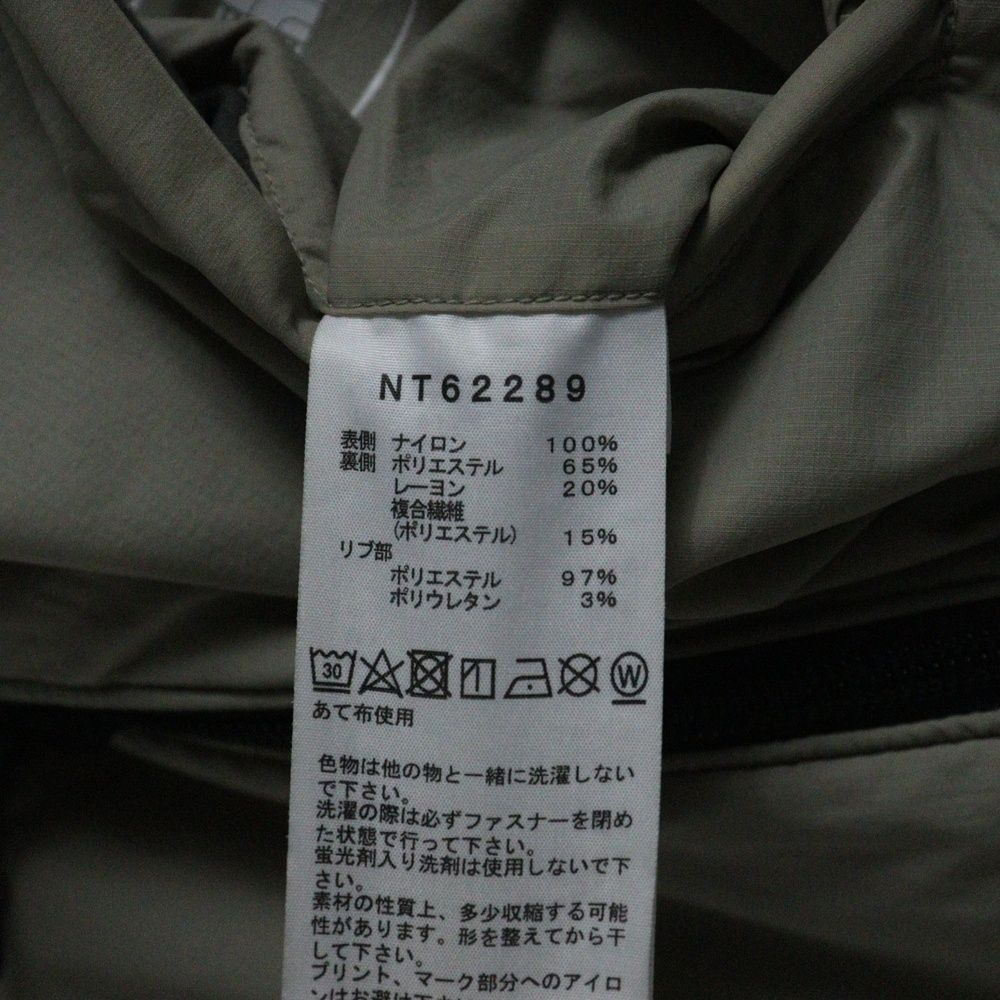 NT62289
表側 ナイロン 100%
裏側 ポリエステル 65%
レーヨン 20%
複合繊維
(ポリエステル) 15%
リブ部
ポリエステル 97%
ポリウレタン 3%
30
W
あて布使用
色物は他の物と一緒に洗濯しない
で下さい。
洗濯の際は必ずファスナーを閉め
た状態で行って下さい。
蛍光剤入り洗剤は使用しないで下
さい。
素材の性質上、多少収縮する可能
性があります。形を整えてから干
して下さい。
プリント、マーク部分へのアイロ
ンはお避け下さい